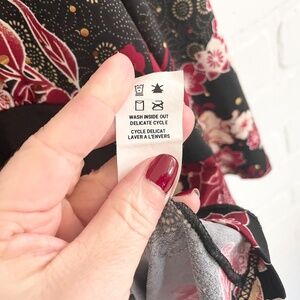 WASH INSIDE OUT
DELICATE CYCLE
CYCLE DELICAT
LAVER A L'ENVERS